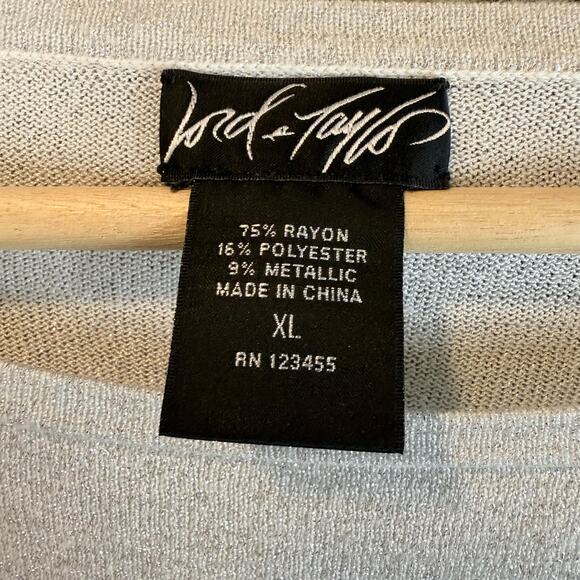 Lord & Taylor
75% RAYON
16% POLYESTER
9% METALLIC
MADE IN CHINA
XL
RN 123455